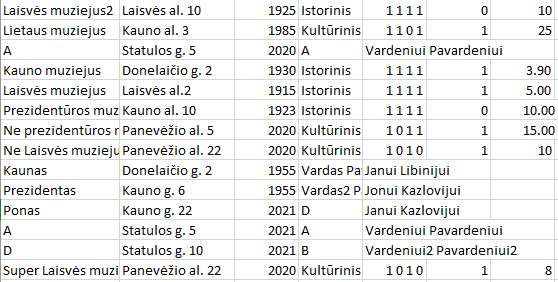 Laisvės muziejus2 Laisvės al. 10 1925 Istorinis 1 1 1 1 0 10
Lietaus muziejus Kauno al. 3 1985 Kultūrinis 1 1 0 1 1 25
A Statulos g. 5 2020 A Vardeniui Pavardeniui
Kauno muziejus Donelaičio g. 2 1930 Istorinis 1 1 1 1 1 3.90
Laisvės muziejus Laisvės al.2 1915 Istorinis 1 1 1 1 1 5.00
Prezidentūros muz Kauno al. 10 1923 Istorinis 1 1 1 1 0 10.00
Ne prezidentūros r Panevėžio al. 5 2020 Kultūrinis 1 0 1 1 1 15.00
Ne Laisvės muzieju Panevėžio al. 22 2020 Kultūrinis 1 0 1 0 1 10
Kaunas Donelaičio g. 2 1955 Vardas Pa Janui Libinijui
Prezidentas Kauno g. 6 1955 Vardas2 P Jonui Kazlovijui
Ponas Kauno g. 22 2021 D Janui Kazlovijui
A Statulos g. 5 2021 A Vardeniui Pavardeniui
D Statulos g. 10 2021 B Vardeniui2 Pavardeniui2
Super Laisvės muzi Panevėžio al. 22 2020 Kultūrinis 1 0 1 0 1 8